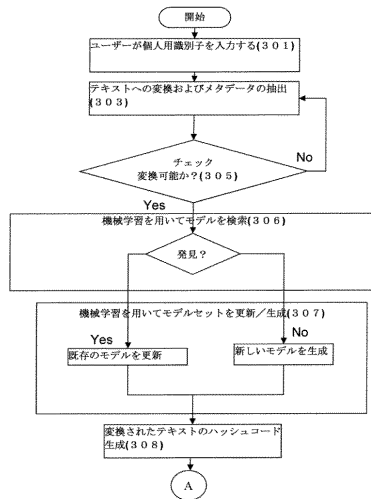 開始
ユーザーが個人用識別子を入力する(３０１)
テキストへの変換およびメタデータの抽出
(３０３)
チェック
変換可能か？(３０５)
No
Yes
機械学習を用いてモデルを検索(３０６)
発見？
機械学習を用いてモデルセットを更新／生成(３０７)
Yes
No
既存のモデルを更新
新しいモデルを生成
変換されたテキストのハッシュコード
生成(３０８)
A